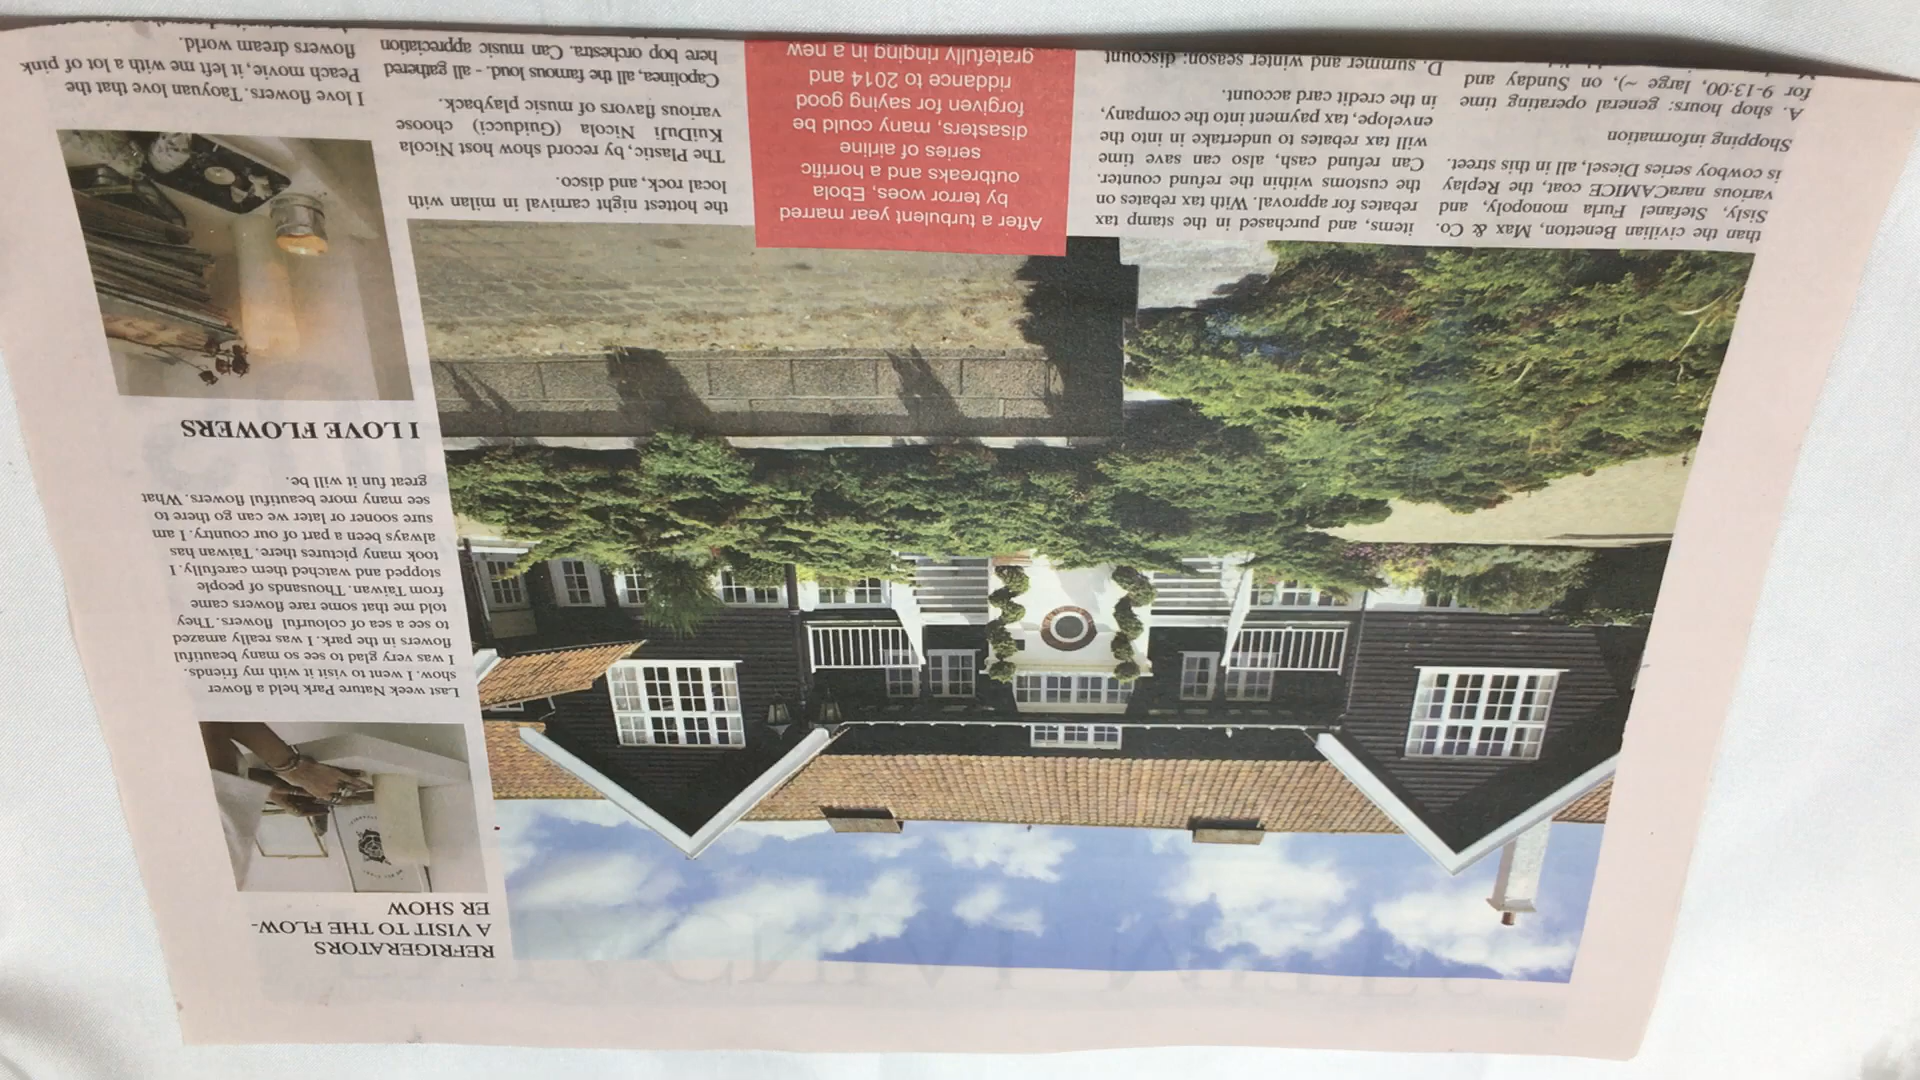 than the civilian Benetton, Max & Co.
Sisly, Stefanel Furla monopoly, and
various naraCAMICE coat, the Replay
is cowboy series Diesel, all in this street.
Shopping information
A. shop hours: general operating time
for 9-13:00, large ~), on Sunday and
items, and purchased in the stamp tax
rebates for approval. With tax rebates on
the customs within the refund counter.
Can refund cash, also can save time
will tax rebates to undertake in into the
envelope, tax payment into the company,
in the credit card account.
D. summer and winter season: discount
After a turbulent year marred
by terror woes, Ebola
outbreaks and a horrific
series of airline
disasters, many could be
forgiven for saying good
riddance to 2014 and
gratefully ringing in a new
the hottest night carnival in milan with
local rock, and disco.
The Plastic, by record show host Nicola
KuiDuLi Nicola (Guiducci) choose
various flavors of music playback.
Capolinea, all the famous loud, - all gathered
here bop orchestra. Can music appreciation
REFRIGERATORS
A VISIT TO THE FLOW-
ER SHOW
Last week Nature Park held a flower
show. I went to visit it with my friends.
I was very glad to see so many beautiful
flowers in the park. I was really amazed
to see a sea of colourful flowers. They
told me that some rare flowers came
from Taiwan. Thousands of people
stopped and watched them carefully. I
took many pictures there. Taiwan has
always been a part of our country. I am
sure sooner or later we can go there to
see many more beautiful flowers. What
great fun it will be.
I LOVE FLOWERS
I love flowers. Taoyuan love that the
Peach movie, it left me with a lot of pink
flowers dream world.